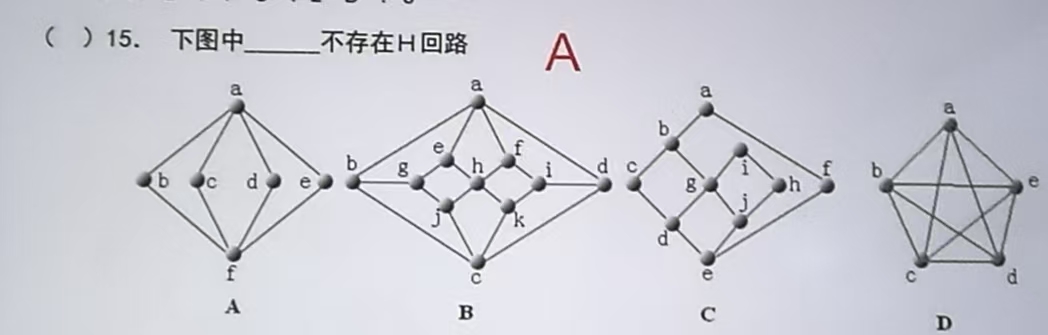 ( ) 15. 下图中______不存在H回路
A
a
b c d e
f
A
a
e f
b g h i d
j k
c
B
a
b
i
c g h f
j
d
e
C
a
b e
c d
D